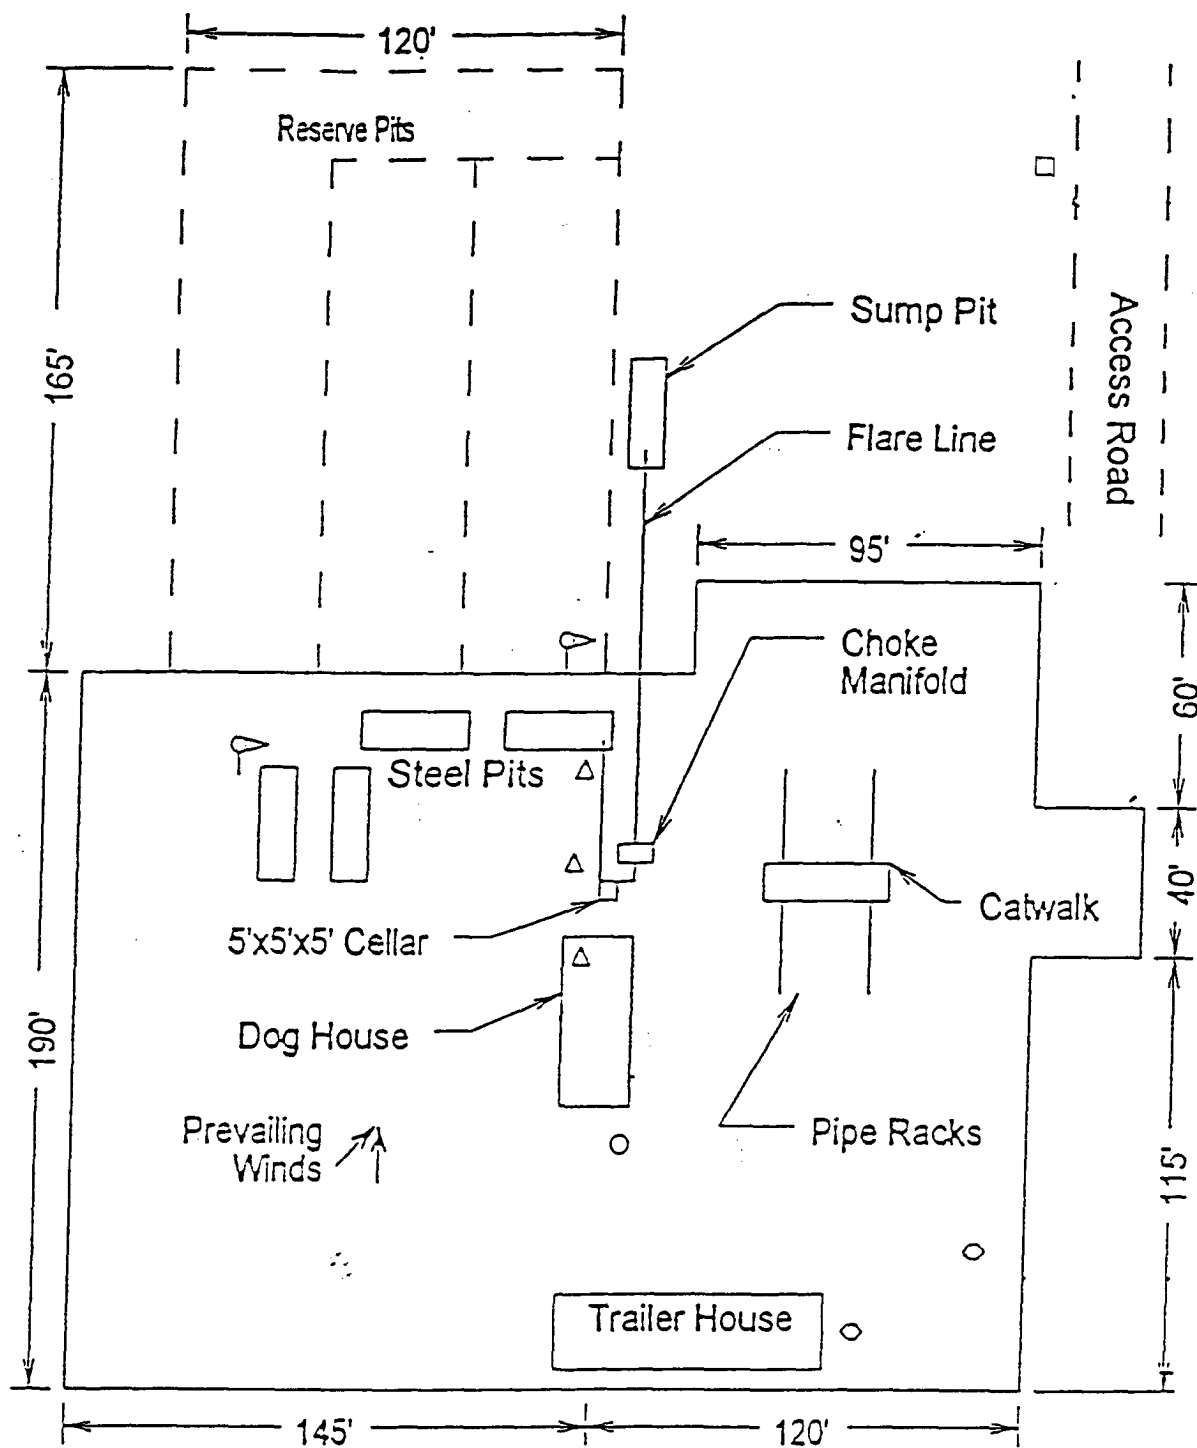 120'
Reserve Pits
Sump Pit
Access Road
165'
Flare Line
95'
Choke
Manifold
60'
Steel Pits
40'
Catwalk
5'x5'x5' Cellar
190'
Dog House
Prevailing
Winds
Pipe Racks
115'
Trailer House
145'
120'